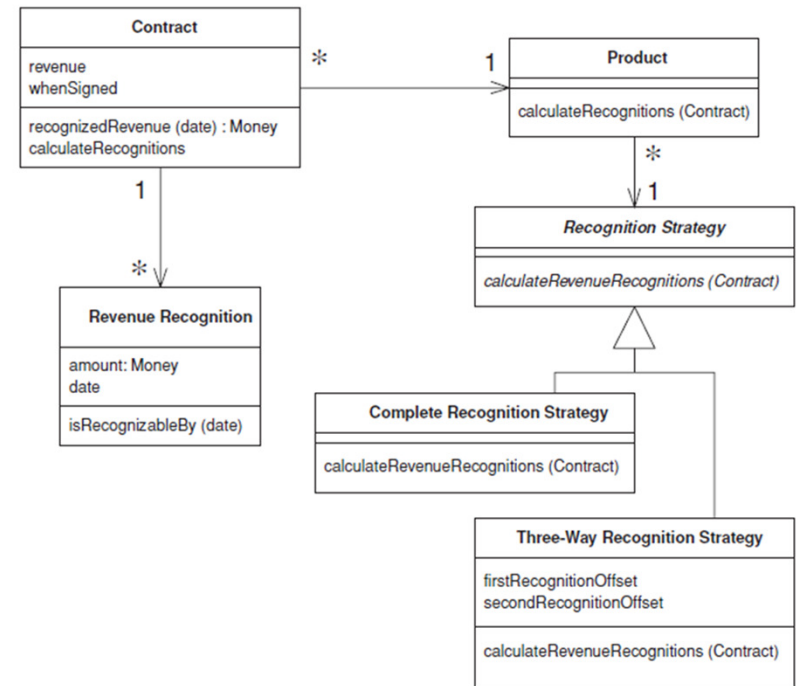 Contract
revenue
whenSigned
recognizedRevenue (date) : Money
calculateRecognitions
*
1
Product
calculateRecognitions (Contract)
*
1
1
*
Recognition Strategy
calculateRevenueRecognitions (Contract)
Revenue Recognition
amount: Money
date
isRecognizableBy (date)
Complete Recognition Strategy
calculateRevenueRecognitions (Contract)
Three-Way Recognition Strategy
firstRecognitionOffset
secondRecognitionOffset
calculateRevenueRecognitions (Contract)